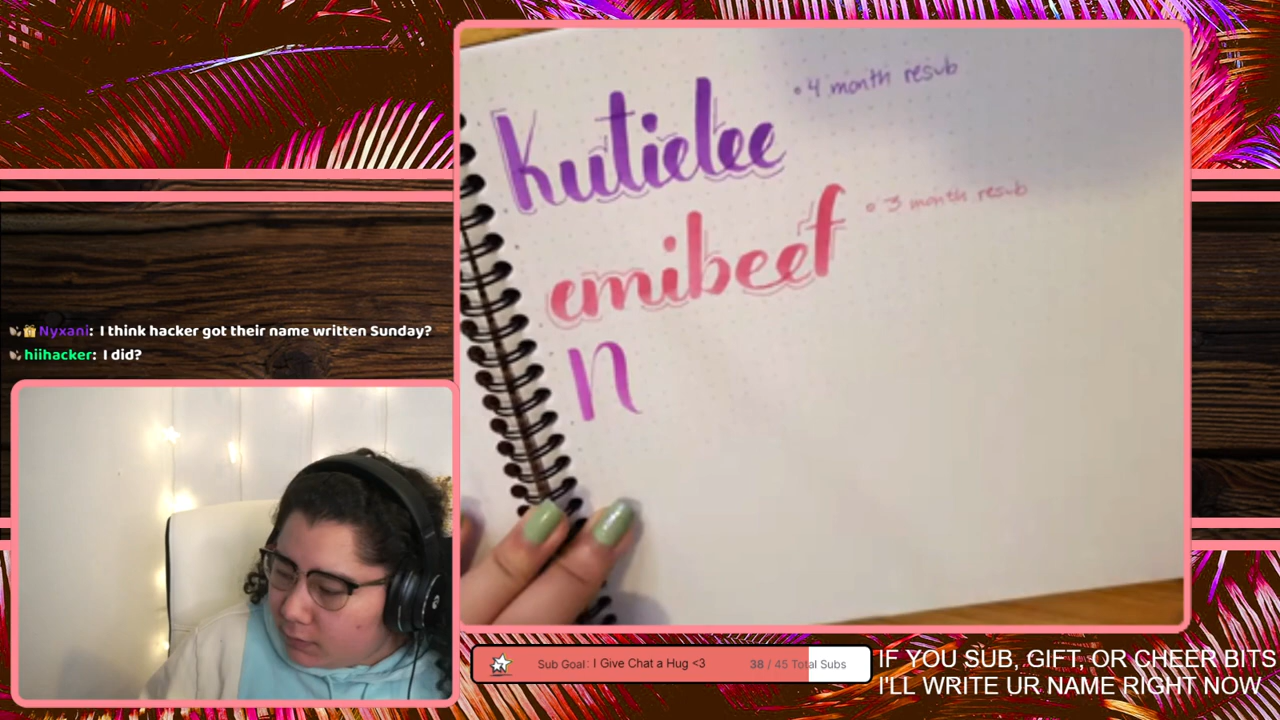 Kutielee
• 4 month resub
emibeef
• 3 month resub
n
Nyxani: I think hacker got their name written Sunday?
hiihacker: I did?
Sub Goal: I Give Chat a Hug <3
38 / 45 Total Subs
IF YOU SUB, GIFT, OR CHEER BITS
I'LL WRITE UR NAME RIGHT NOW